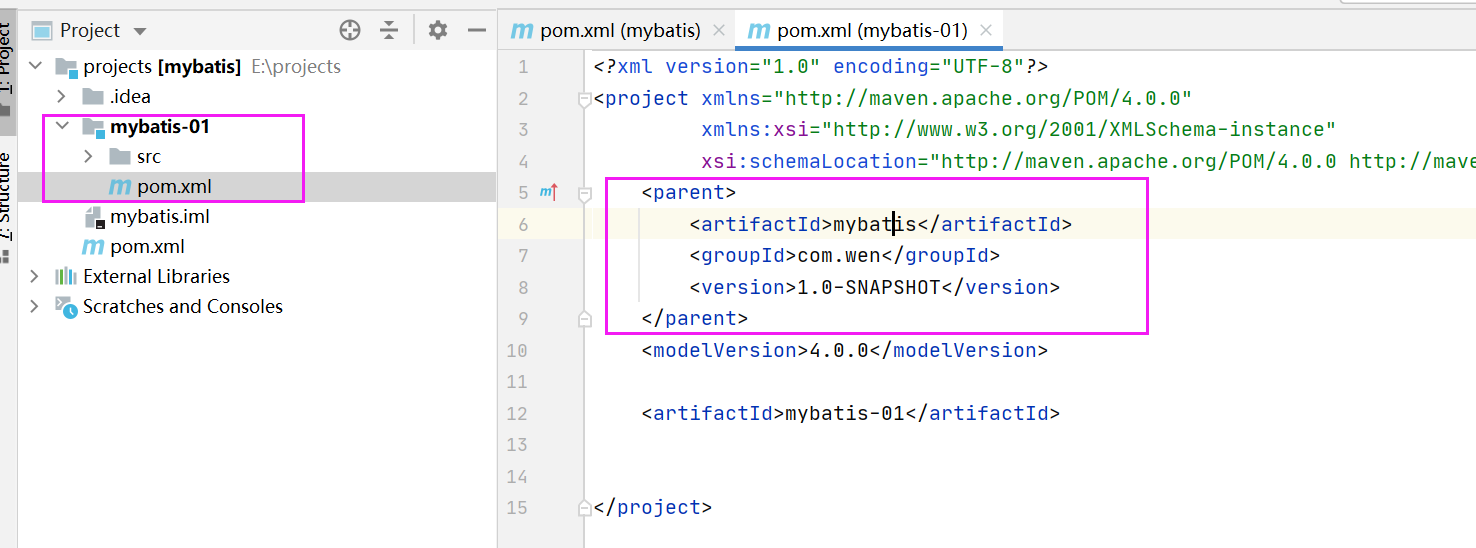 1: Project
7: Structure
Project
projects [mybatis] E:\projects
.idea
mybatis-01
src
pom.xml
mybatis.iml
pom.xml
External Libraries
Scratches and Consoles
pom.xml (mybatis)
pom.xml (mybatis-01)
1 <?xml version="1.0" encoding="UTF-8"?>
2 <project xmlns="http://maven.apache.org/POM/4.0.0"
3 xmlns:xsi="http://www.w3.org/2001/XMLSchema-instance"
4 xsi:schemaLocation="http://maven.apache.org/POM/4.0.0 http://mave
5 <parent>
6 <artifactId>mybatis</artifactId>
7 <groupId>com.wen</groupId>
8 <version>1.0-SNAPSHOT</version>
9 </parent>
10 <modelVersion>4.0.0</modelVersion>
11
12 <artifactId>mybatis-01</artifactId>
13
14
15 </project>